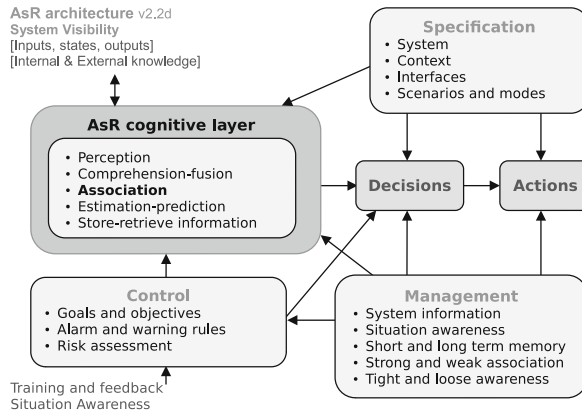 AsR architecture v2.2d
System Visibility
[Inputs, states, outputs]
[Internal & External knowledge]
Specification
• System
• Context
• Interfaces
• Scenarios and modes
AsR cognitive layer
• Perception
• Comprehension-fusion
• Association
• Estimation-prediction
• Store-retrieve information
Decisions
Actions
Control
• Goals and objectives
• Alarm and warning rules
• Risk assessment
Management
• System information
• Situation awareness
• Short and long term memory
• Strong and weak association
• Tight and loose awareness
Training and feedback
Situation Awareness